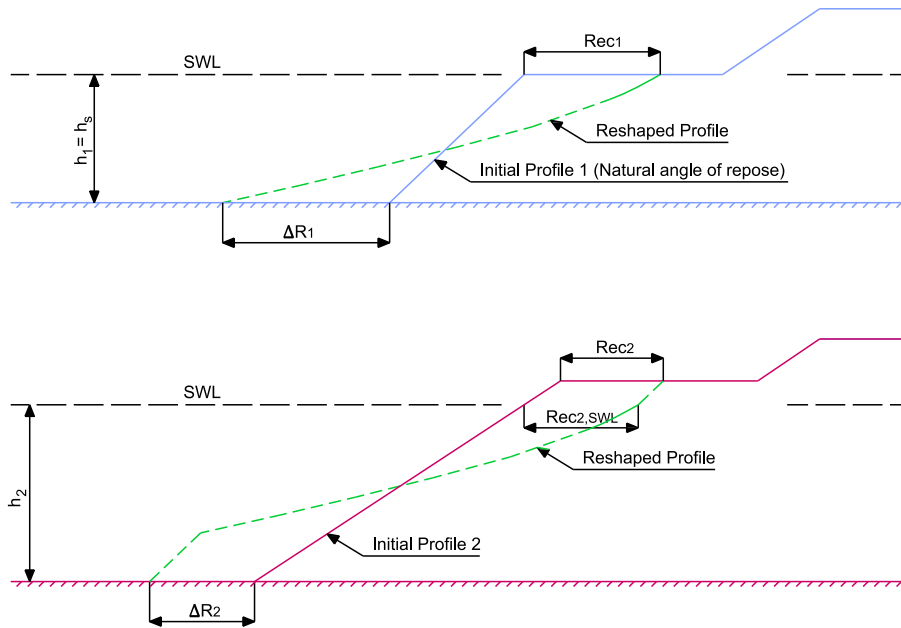 Rec1
SWL
h1 = hs
Reshaped Profile
Initial Profile 1 (Natural angle of repose)
ΔR1
Rec2
SWL
Rec2,SWL
h2
Reshaped Profile
Initial Profile 2
ΔR2